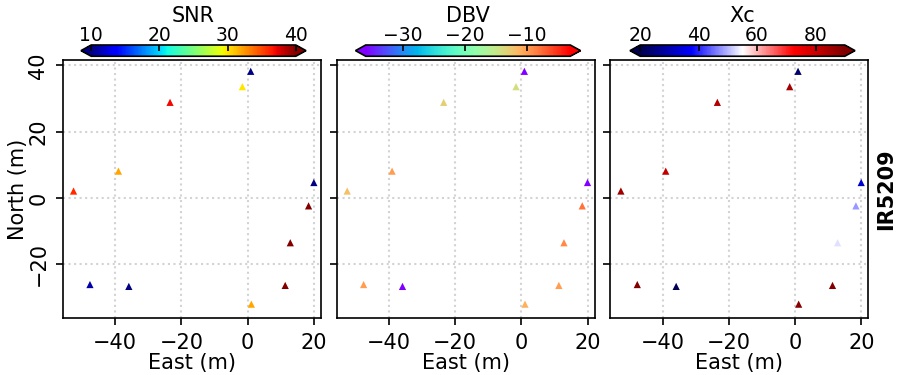 SNR DBV Xc
10 20 30 40 −30 −20 −10 20 40 60 80
40
20
0
−20
North (m)
IR5209
−40 −20 0 20 −40 −20 0 20 −40 −20 0 20
East (m) East (m) East (m)